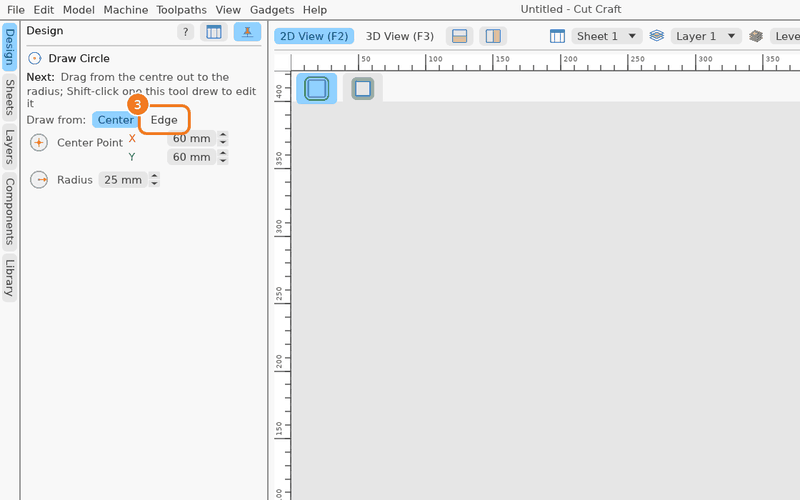 File Edit Model Machine Toolpaths View Gadgets Help
Untitled - Cut Craft
Design
?
2D View (F2)
3D View (F3)
Sheet 1
Layer 1
Leve
Design
Sheets
Layers
Components
Library
Draw Circle
Next: Drag from the centre out to the
radius; Shift-click one this tool drew to edit
it
3
Draw from: Center Edge
Center Point X 60 mm
Y 60 mm
Radius 25 mm
50 100 150 200 250 300 350
400
350
300
250
200
150